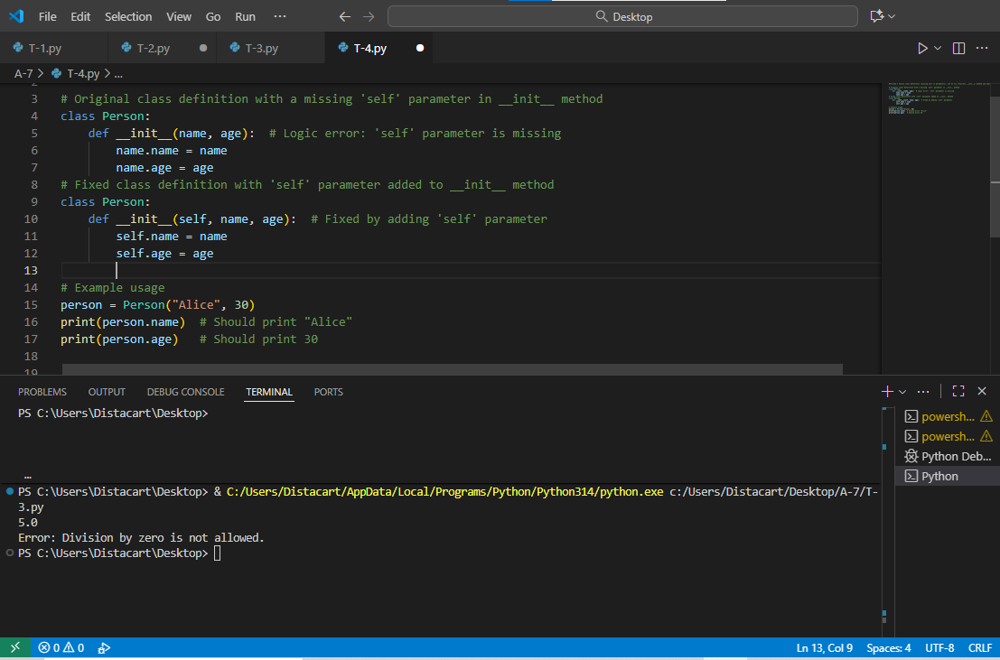 File Edit Selection View Go Run ··· Desktop
T-1.py T-2.py T-3.py T-4.py
A-7 > T-4.py > ...
3 # Original class definition with a missing 'self' parameter in __init__ method
4 class Person:
5 def __init__(name, age):  # Logic error: 'self' parameter is missing
6 name.name = name
7 name.age = age
8 # Fixed class definition with 'self' parameter added to __init__ method
9 class Person:
10 def __init__(self, name, age):  # Fixed by adding 'self' parameter
11 self.name = name
12 self.age = age
13
14 # Example usage
15 person = Person("Alice", 30)
16 print(person.name)  # Should print "Alice"
17 print(person.age)   # Should print 30
18
19
PROBLEMS OUTPUT DEBUG CONSOLE TERMINAL PORTS
PS C:\Users\Distacart\Desktop>
…
PS C:\Users\Distacart\Desktop> & C:/Users/Distacart/AppData/Local/Programs/Python/Python314/python.exe c:/Users/Distacart/Desktop/A-7/T-
3.py
5.0
Error: Division by zero is not allowed.
PS C:\Users\Distacart\Desktop>
powersh...
powersh...
Python Deb...
Python
0 0 Ln 13, Col 9 Spaces: 4 UTF-8 CRLF